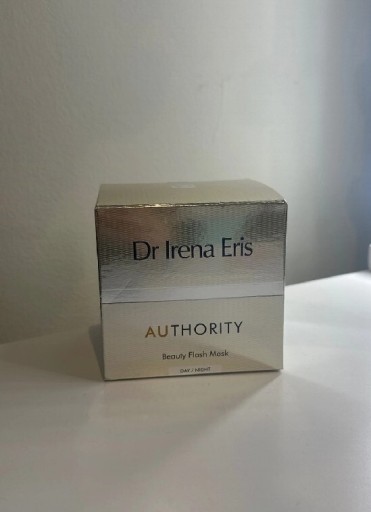 Dr Irena Eris
AUTHORITY
Beauty Flash Mask
DAY / NIGHT